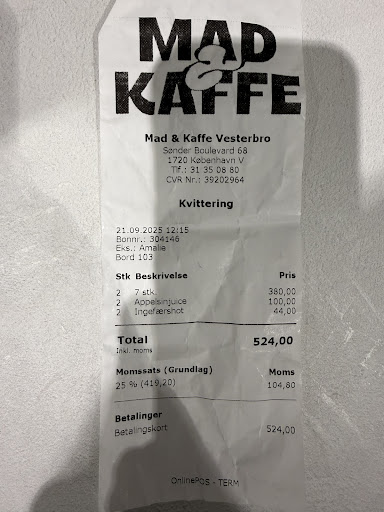 MAD
&
KAFFE
Mad & Kaffe Vesterbro
Sønder Boulevard 68
1720 København V
Tlf.: 31 35 08 80
CVR Nr.: 39202964
Kvittering
21.09.2025 12:15
Bonnr.: 304146
Eks.: Amalie
Bord 103
Stk Beskrivelse Pris
2 7 stk. 380,00
2 Appelsinjuice 100,00
2 Ingefærshot 44,00
Total 524,00
Inkl. moms
Momssats (Grundlag) Moms
25 % (419,20) 104,80
Betalinger
Betalingskort 524,00
OnlinePOS - TERM